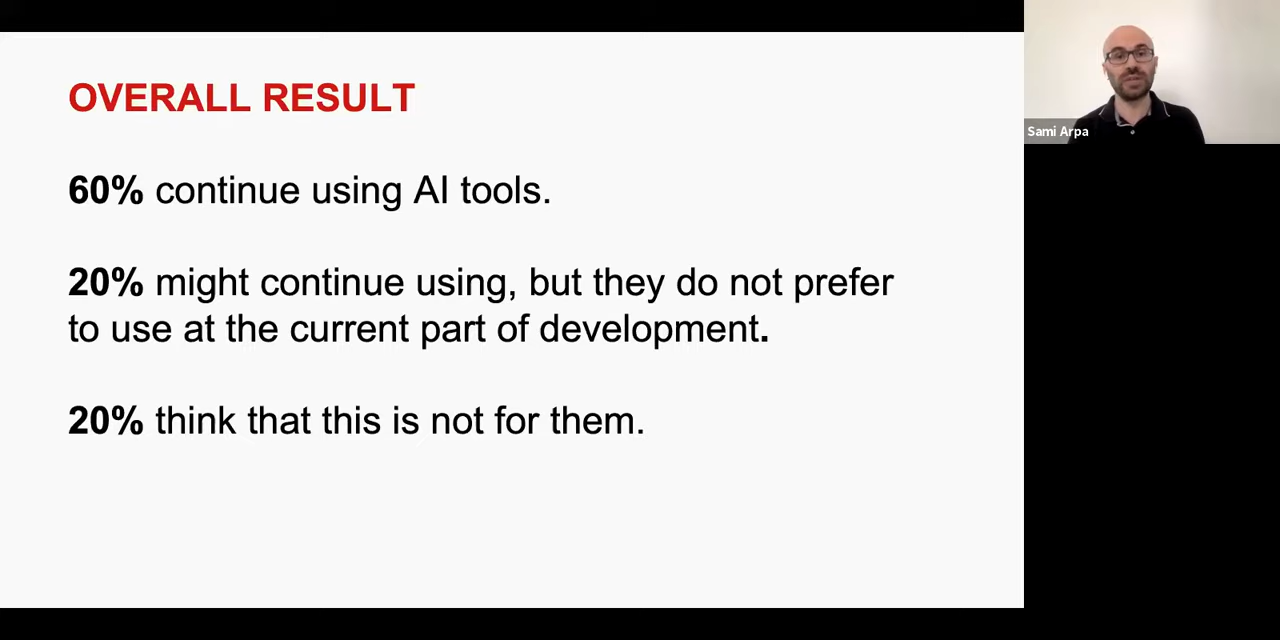 OVERALL RESULT
60% continue using AI tools.
20% might continue using, but they do not prefer
to use at the current part of development.
20% think that this is not for them.
Sami Arpa